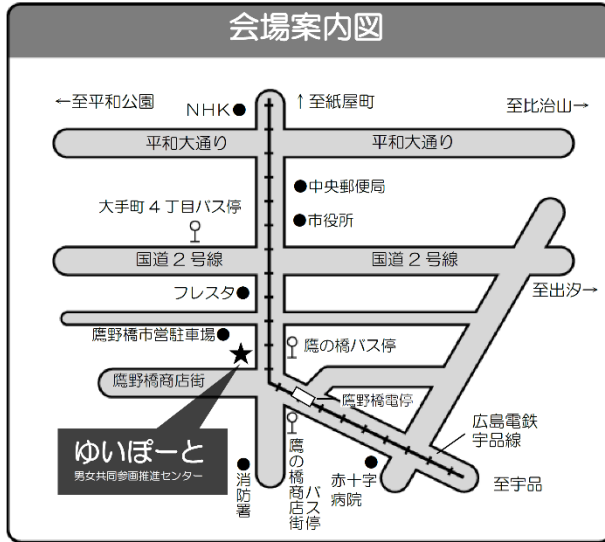 会場案内図
←至平和公園
NHK
↑至紙屋町
至比治山→
平和大通り
平和大通り
中央郵便局
大手町4丁目バス停
市役所
国道2号線
国道2号線
フレスタ
至出汐→
鷹野橋市営駐車場
鷹の橋バス停
鷹野橋商店街
鷹野橋電停
広島電鉄
宇品線
ゆいぽーと
男女共同参画推進センター
消防署
鷹の橋商店街
バス停
赤十字
病院
至宇品